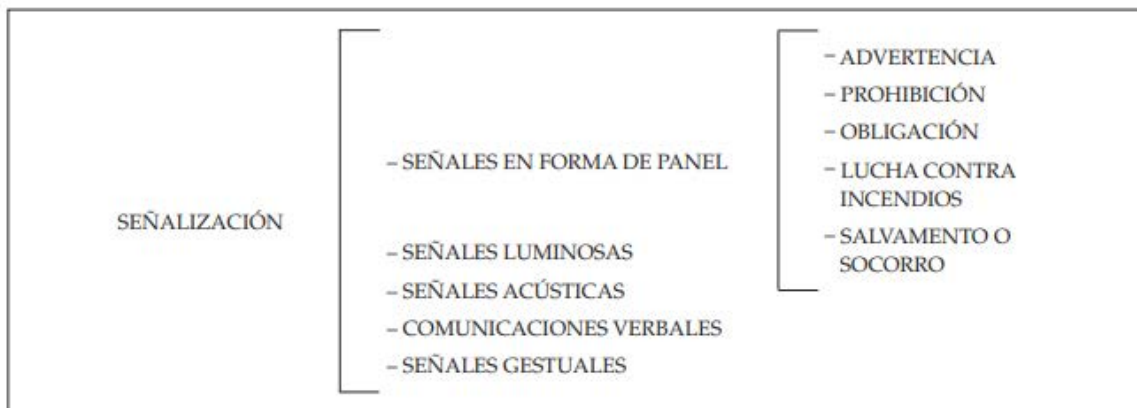 SEÑALIZACIÓN
– SEÑALES EN FORMA DE PANEL
– ADVERTENCIA
– PROHIBICIÓN
– OBLIGACIÓN
– LUCHA CONTRA
INCENDIOS
– SALVAMENTO O
SOCORRO
– SEÑALES LUMINOSAS
– SEÑALES ACÚSTICAS
– COMUNICACIONES VERBALES
– SEÑALES GESTUALES